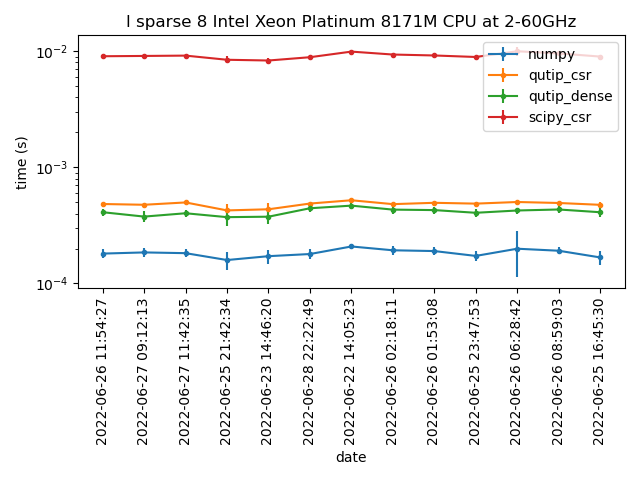 I sparse 8 Intel Xeon Platinum 8171M CPU at 2-60GHz
time (s)
10⁻²
10⁻³
10⁻⁴
numpy
qutip_csr
qutip_dense
scipy_csr
2022-06-26 11:54:27
2022-06-27 09:12:13
2022-06-27 11:42:35
2022-06-25 21:42:34
2022-06-23 14:46:20
2022-06-28 22:22:49
2022-06-22 14:05:23
2022-06-26 02:18:11
2022-06-26 01:53:08
2022-06-25 23:47:53
2022-06-26 06:28:42
2022-06-26 08:59:03
2022-06-25 16:45:30
date